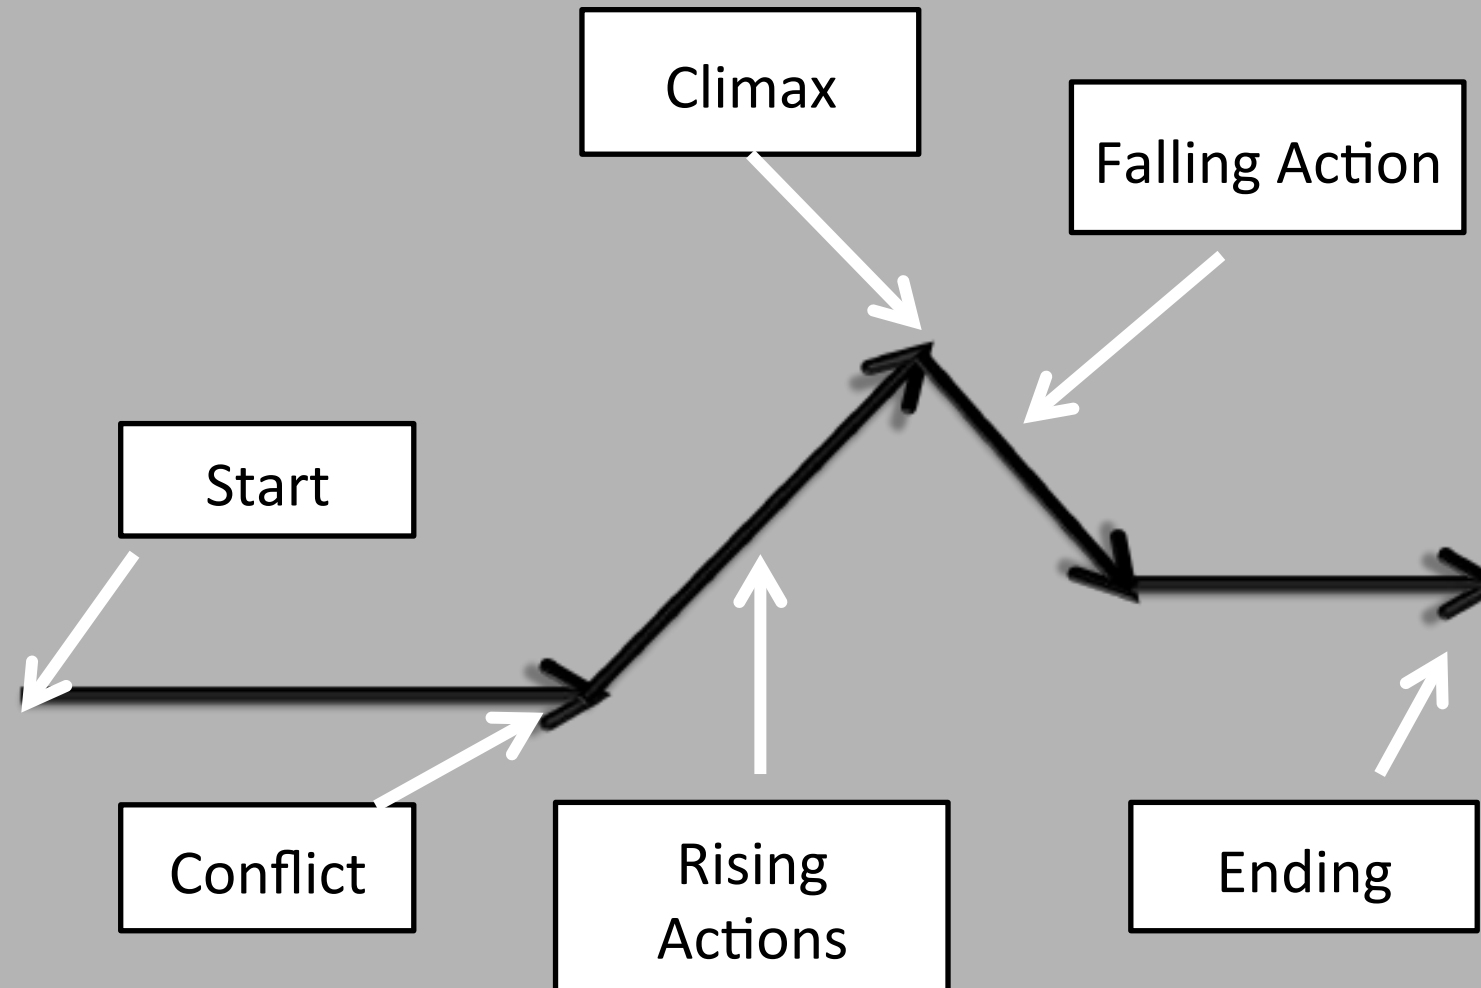 Climax
Falling Action
Start
Conflict
Rising
Actions
Ending